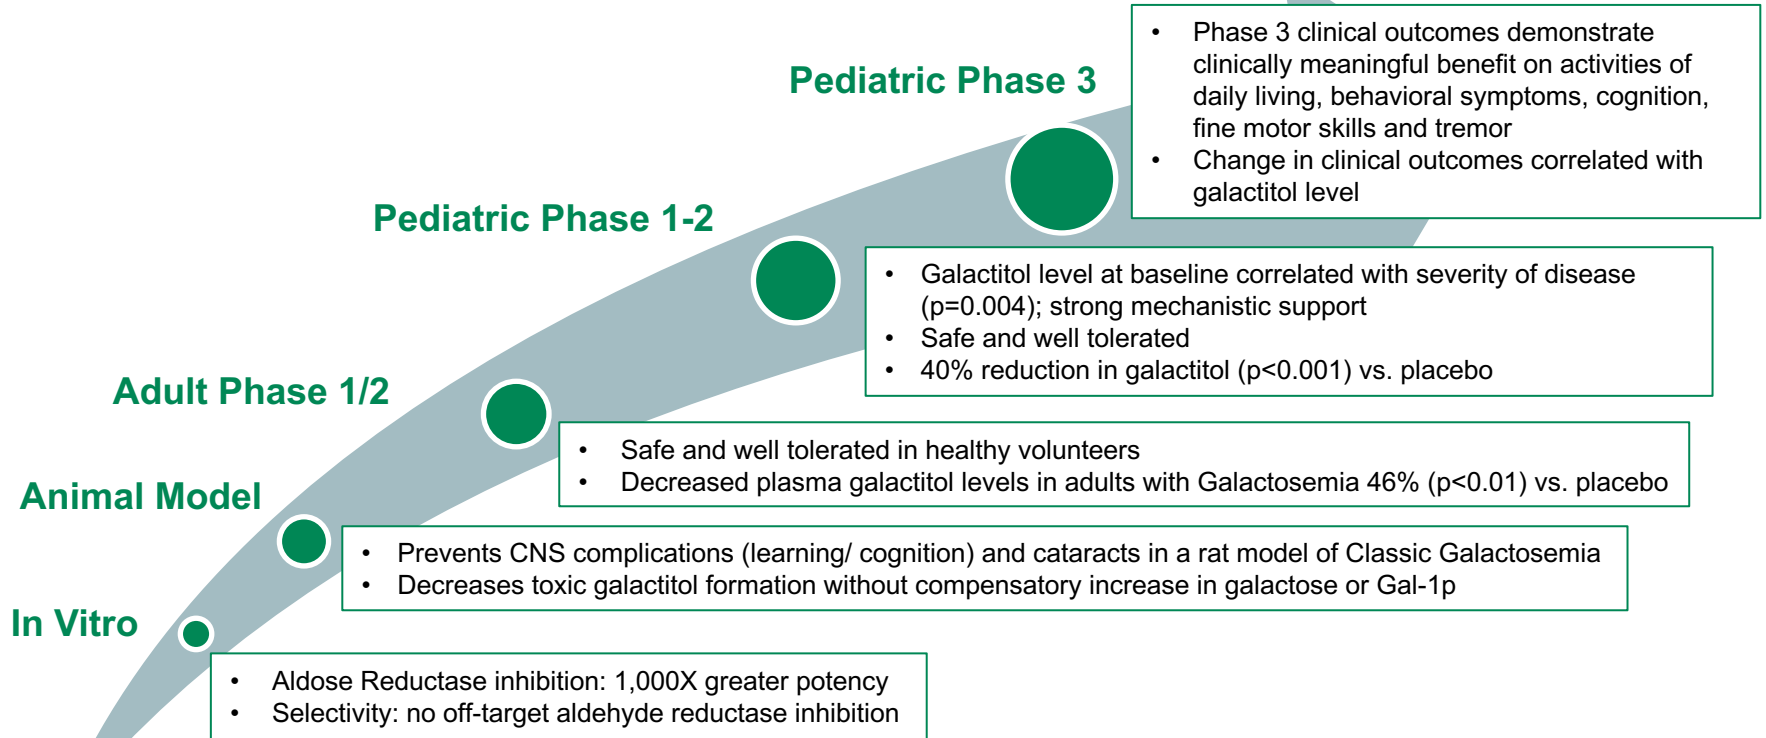 Pediatric Phase 3
• Phase 3 clinical outcomes demonstrate
clinically meaningful benefit on activities of
daily living, behavioral symptoms, cognition,
fine motor skills and tremor
• Change in clinical outcomes correlated with
galactitol level
Pediatric Phase 1-2
• Galactitol level at baseline correlated with severity of disease
(p=0.004); strong mechanistic support
• Safe and well tolerated
• 40% reduction in galactitol (p<0.001) vs. placebo
Adult Phase 1/2
• Safe and well tolerated in healthy volunteers
• Decreased plasma galactitol levels in adults with Galactosemia 46% (p<0.01) vs. placebo
Animal Model
• Prevents CNS complications (learning/ cognition) and cataracts in a rat model of Classic Galactosemia
• Decreases toxic galactitol formation without compensatory increase in galactose or Gal-1p
In Vitro
• Aldose Reductase inhibition: 1,000X greater potency
• Selectivity: no off-target aldehyde reductase inhibition